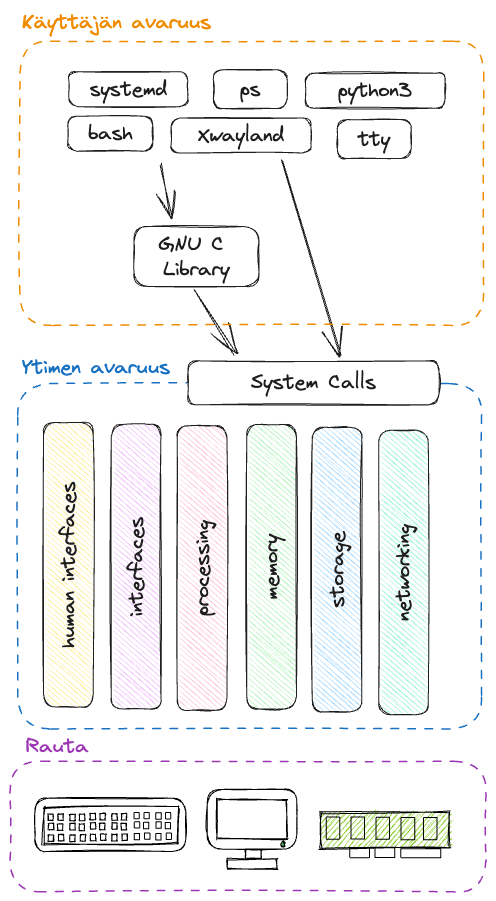 Käyttäjän avaruus
systemd
ps
python3
bash
Xwayland
tty
GNU C
Library
Ytimen avaruus
System Calls
human interfaces
interfaces
processing
memory
storage
networking
Rauta